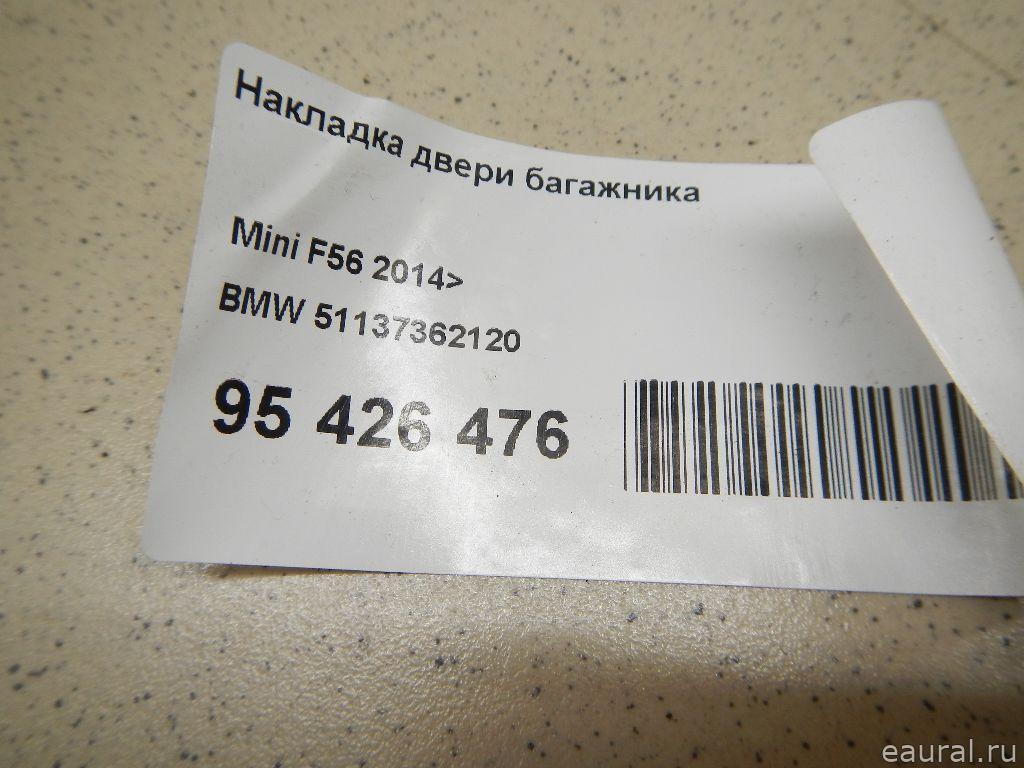 Накладка двери багажника
Mini F56 2014>
BMW 51137362120
95 426 476
eaural.ru